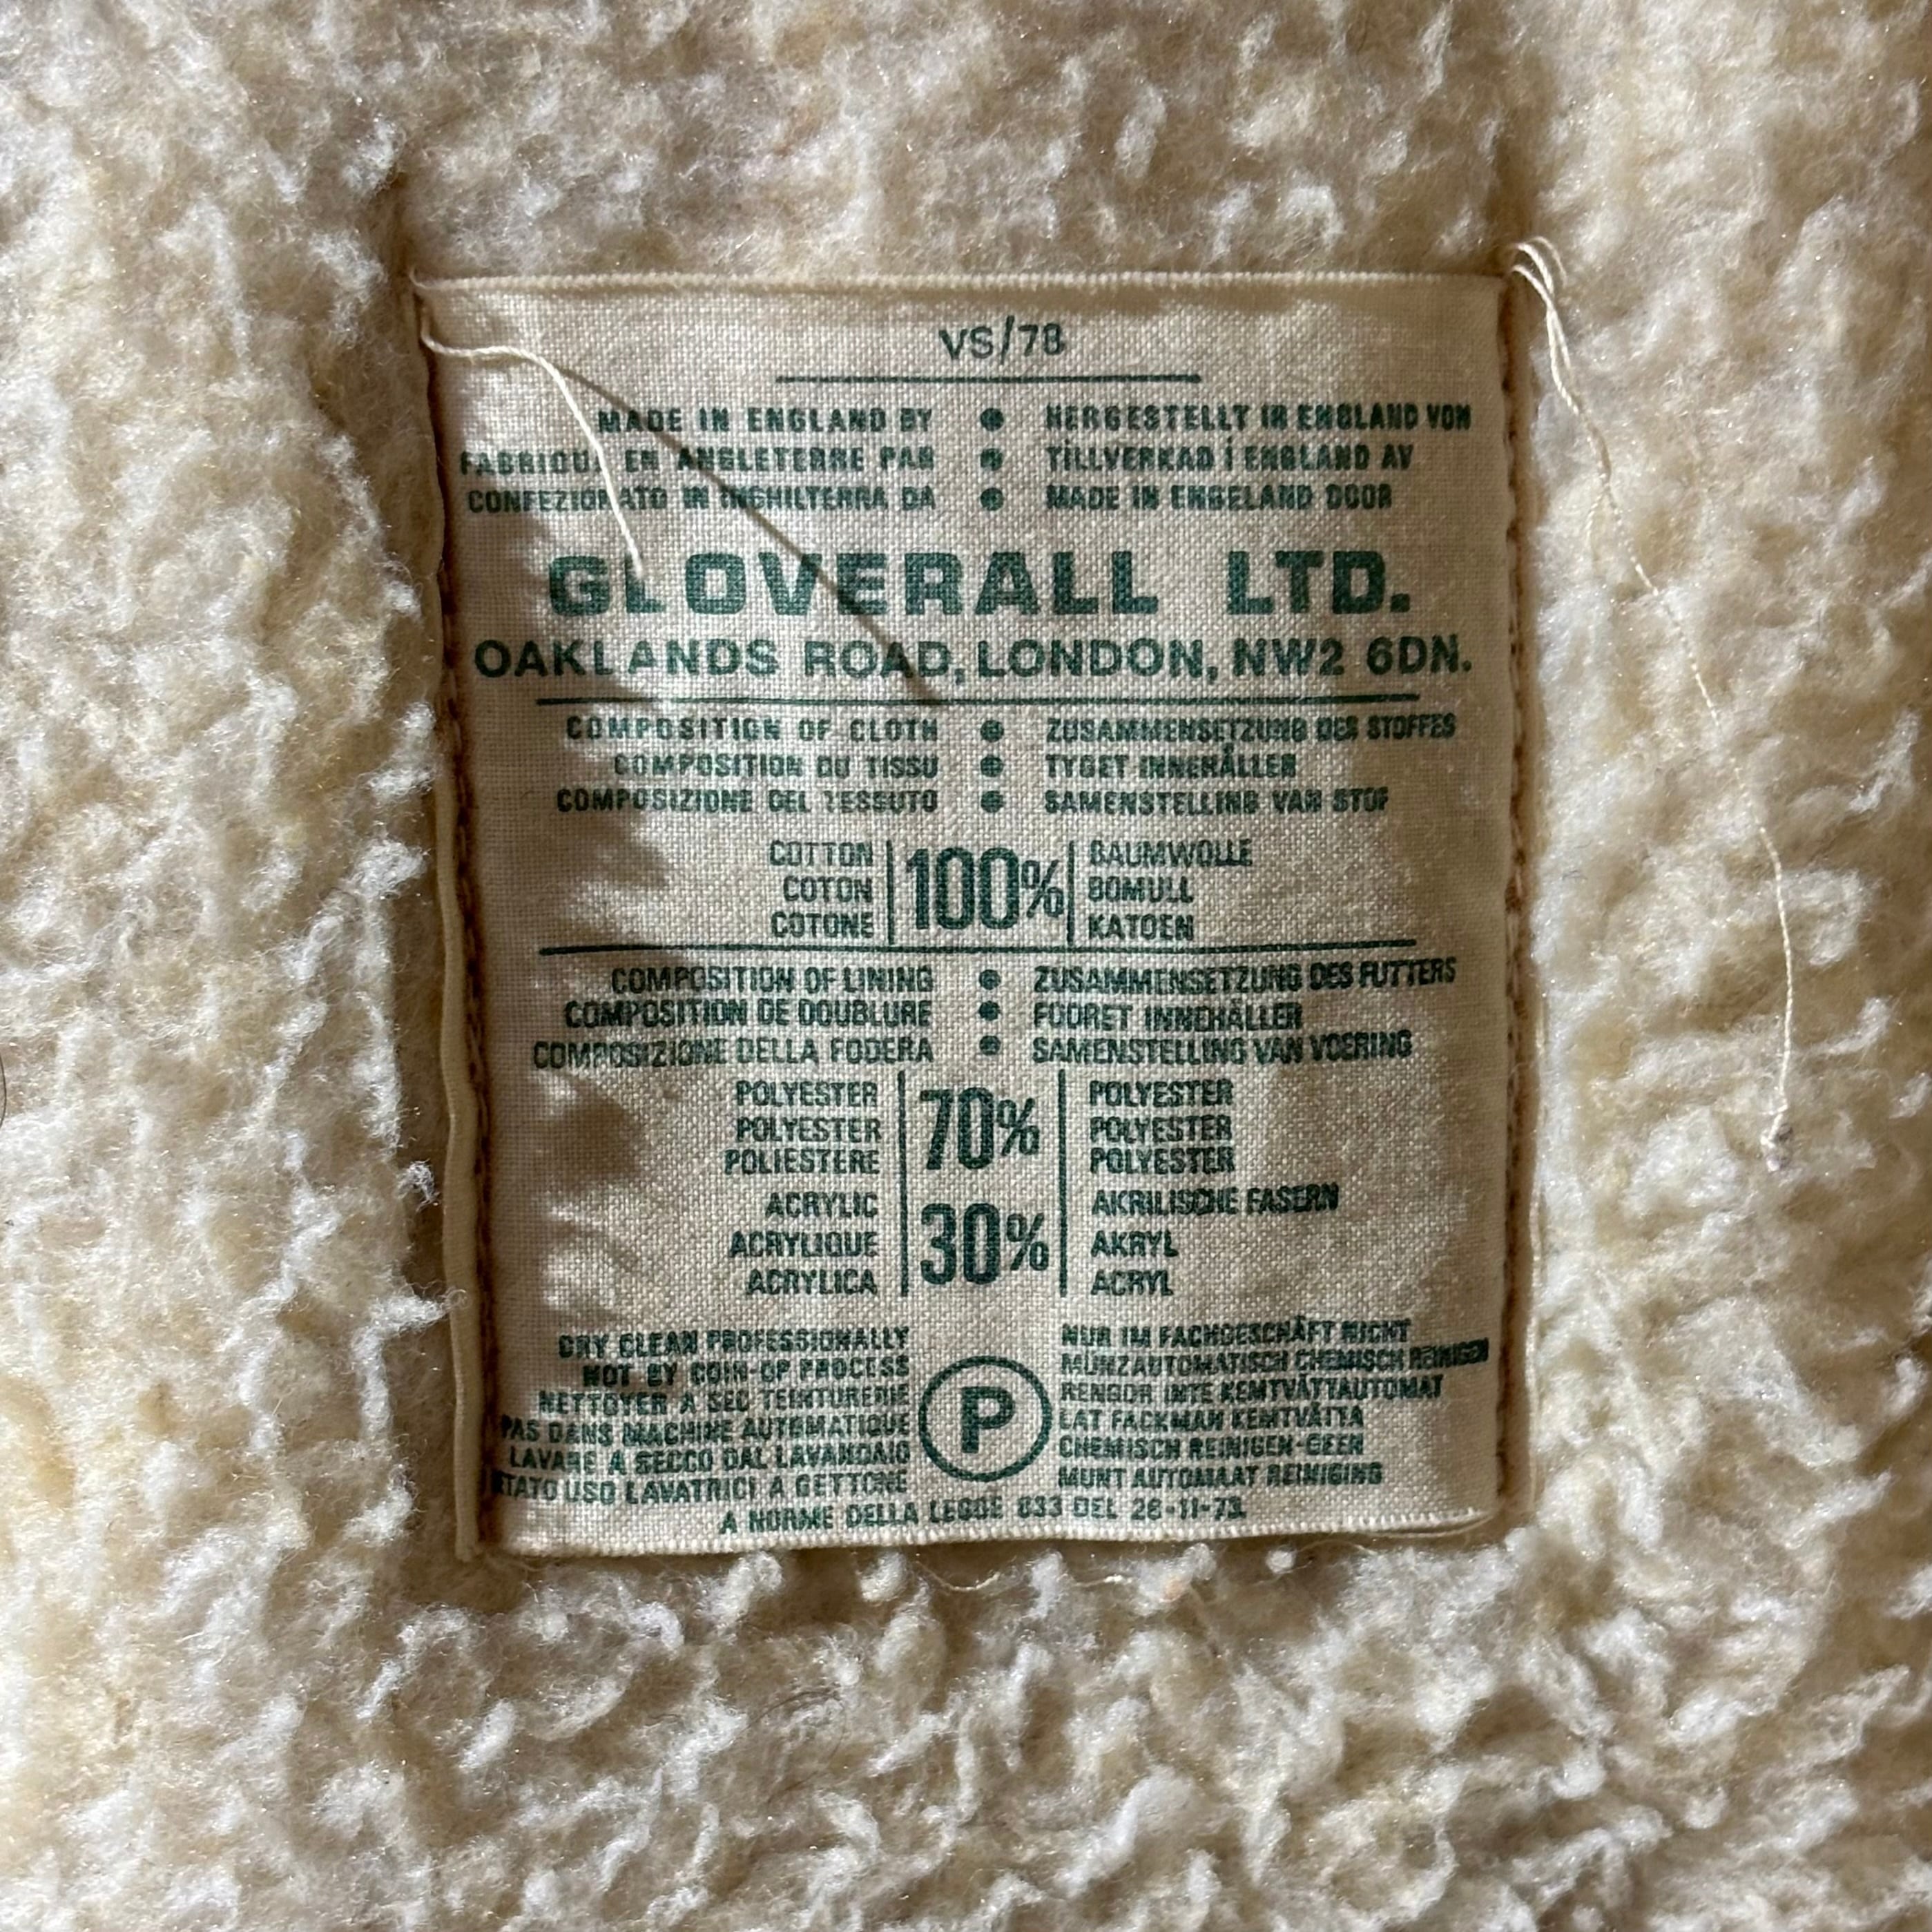 VS/78
MADE IN ENGLAND BY • HERGESTELLT IN ENGLAND VON
FABRIQUÉ EN ANGLETERRE PAR • TILLVERKAD I ENGLAND AV
CONFEZIONATO IN INGHILTERRA DA • MADE IN ENGELAND DOOR
GLOVERALL LTD.
OAKLANDS ROAD, LONDON, NW2 6DN.
COMPOSITION OF CLOTH • ZUSAMMENSETZUNG DES STOFFES
COMPOSITION DU TISSU • TYGET INNEHÅLLER
COMPOSIZIONE DEL TESSUTO • SAMENSTELLING VAN STOF
COTTON 100% BAUMWOLLE
COTON BOMULL
COTONE KATOEN
COMPOSITION OF LINING • ZUSAMMENSETZUNG DES FUTTERS
COMPOSITION DE DOUBLURE • FODRET INNEHÅLLER
COMPOSIZIONE DELLA FODERA • SAMENSTELLING VAN VOERING
POLYESTER 70% POLYESTER
POLYESTER POLYESTER
POLIESTERE POLYESTER
ACRYLIC 30% AKRILISCHE FASERN
ACRYLIQUE AKRYL
ACRYLICA ACRYL
DRY CLEAN PROFESSIONALLY NUR IM FACHGESCHÄFT NICHT
NOT BY COIN-OP PROCESS MÜNZAUTOMATISCH CHEMISCH REINIGEN
NETTOYER A SEC TEINTURERIE P RENGÖR INTE KEMTVÄTTAUTOMAT
PAS DANS MACHINE AUTOMATIQUE LAT FACKMAN KEMTVÄTTA
LAVARE A SECCO DAL LAVANDAIO CHEMISCH REINIGEN-GEEN
USO LAVATRICI A GETTONE MUNT AUTOMAAT REINIGING
A NORME DELLA LEGGE 833 DEL 26-11-73.